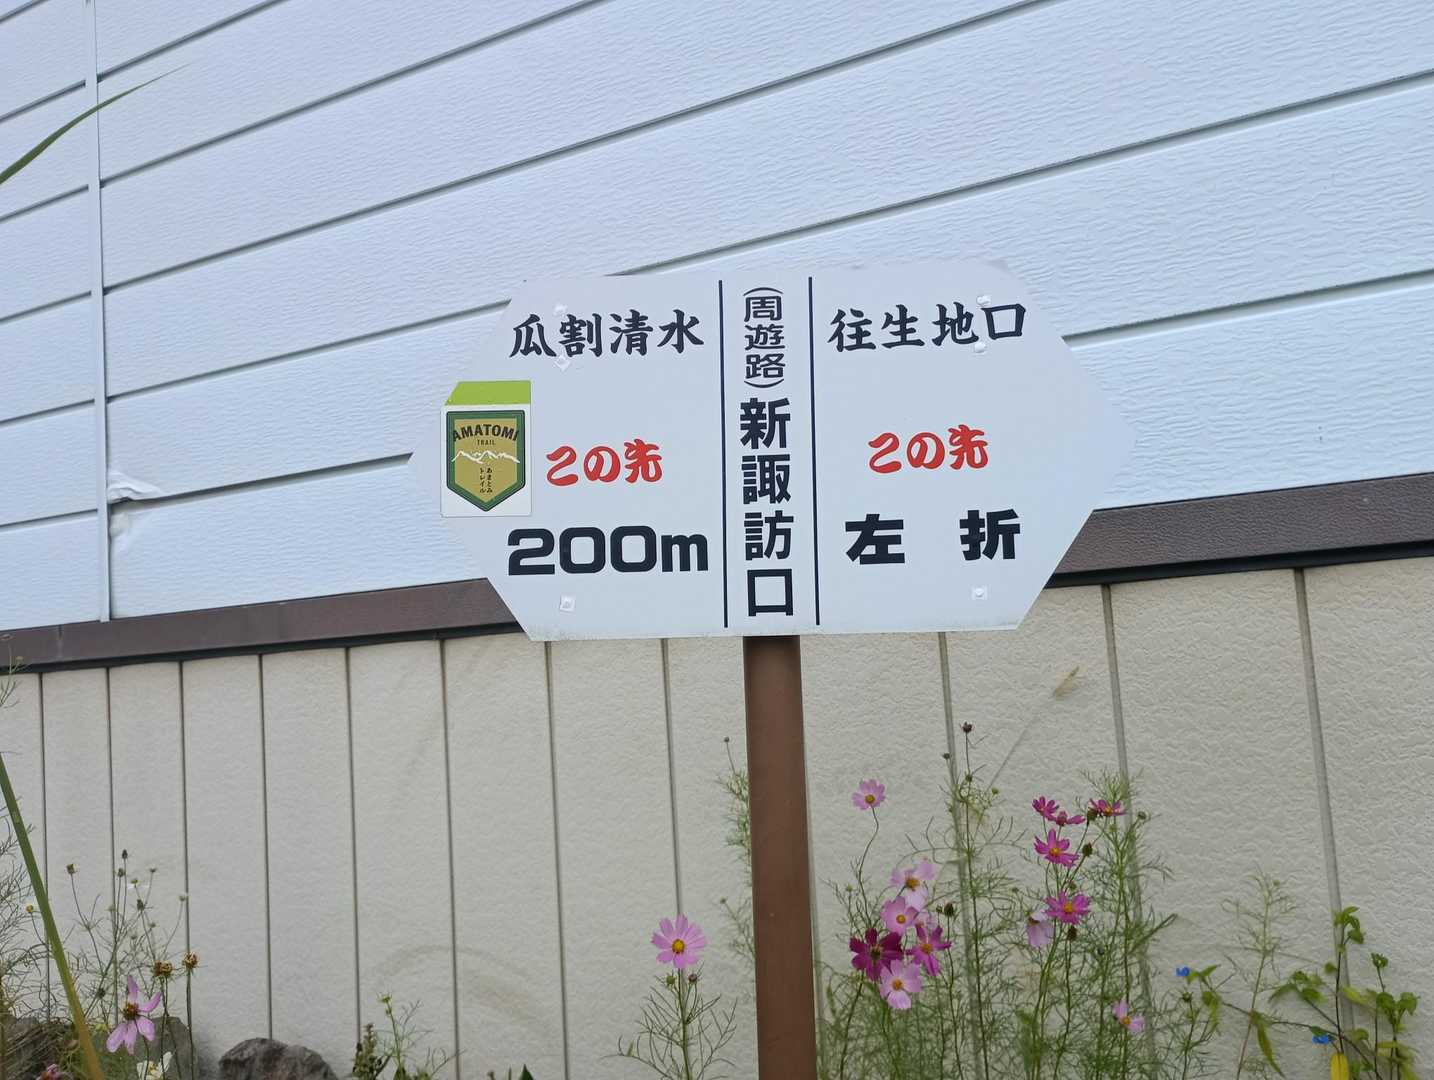 瓜割清水
この先
200m
AMATOMI
TRAIL
あまとみ
トレイル
(周遊路)新諏訪口
往生地口
この先
左折